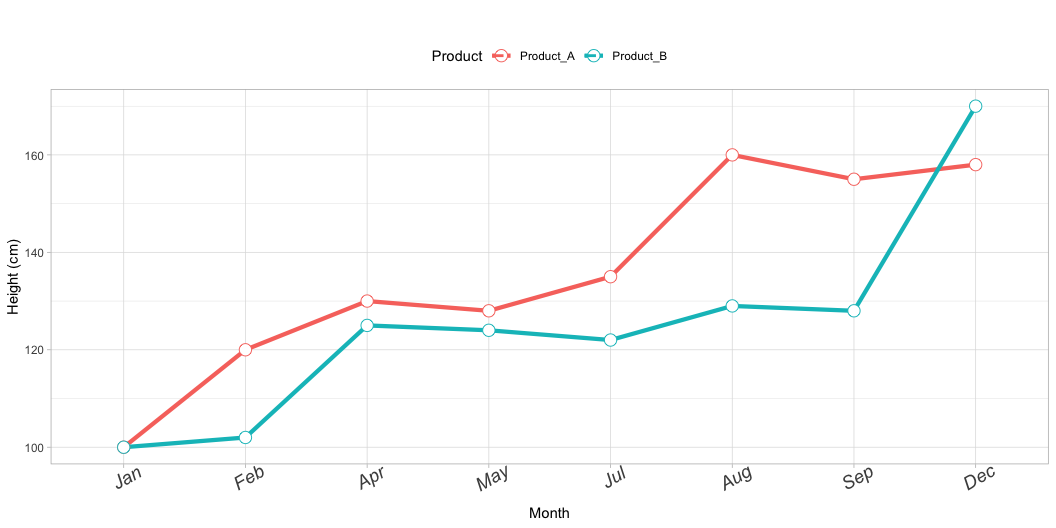 Product Product_A Product_B
160
140
120
100
Height (cm)
Jan Feb Apr May Jul Aug Sep Dec
Month